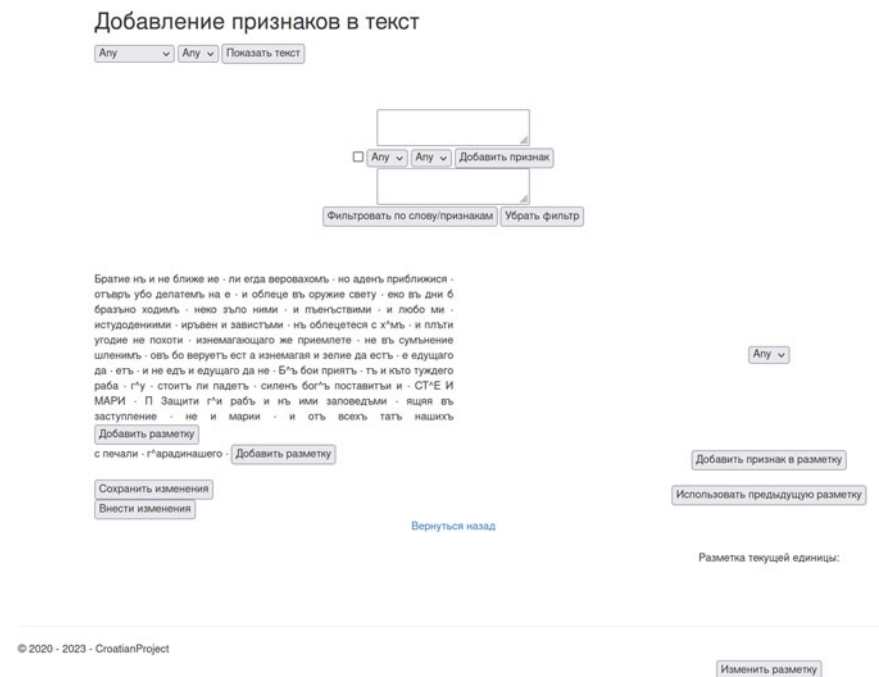 Добавление признаков в текст
Any Any Показать текст
Any Any Добавить признак
Фильтровать по слову/признакам Убрать фильтр
Братие нъ и не ближе ие · ли егда веровахомъ · но аденъ приближися ·
отъвръ убо делатемъ на е · и облеце въ оружие свету · еко въ дни б
бразъно ходимъ · неко зъло ними · и пъенъствими · и любо ми ·
истудодениими · иръвен и завистъми · нъ облецетеся с х^мъ · и плъти
угодие не похоти · изнемагающаго же приемлете · не въ сумънение
шленимъ · овъ бо веруетъ ест а изнемагая и зелие да естъ · е едущаго
да · етъ · и не едъ и едущаго да не · Б^ъ бои приятъ · тъ и къто туждего
раба · г^у · стоитъ ли падетъ · силенъ бог^ъ поставитъи и · СТ^Е И
МАРИ · П Защити г^и рабъ и нъ ими заповедъми · ящяя въ
заступление · не и марии · и отъ всехъ татъ нашихъ
Any
Добавить разметку
с печали · г^арадинашего · Добавить разметку
Добавить признак в разметку
Сохранить изменения
Использовать предыдущую разметку
Внести изменения
Вернуться назад
Разметка текущей единицы:
© 2020 - 2023 - CroatianProject
Изменить разметку